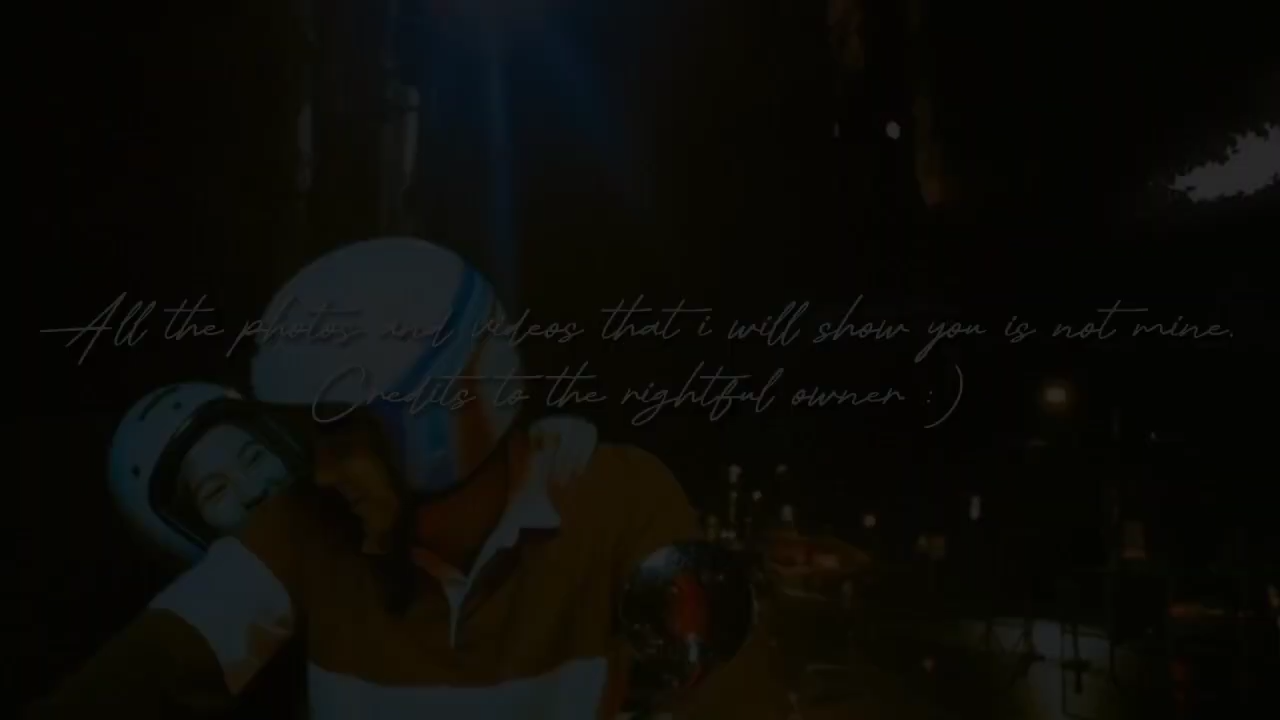 All the photos and videos that i will show you is not mine.
Credits to the rightful owner :)